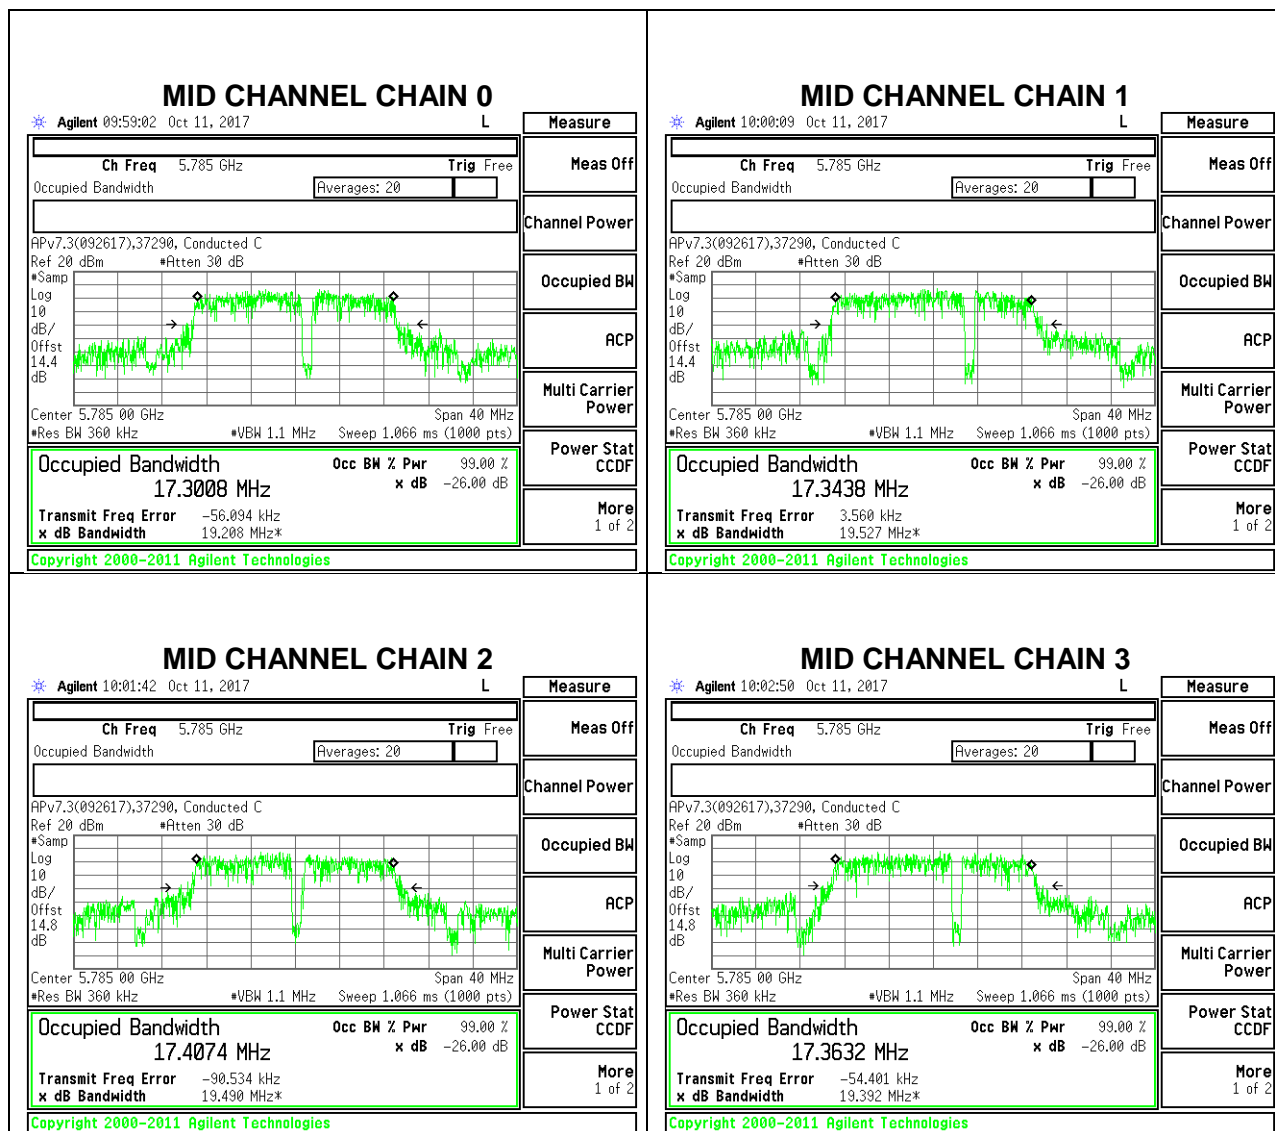 MID CHANNEL CHAIN 0
Agilent 09:59:02 Oct 11, 2017 L Measure
Ch Freq 5.785 GHz Trig Free
Occupied Bandwidth Averages: 20
APv7.3(092617),37290, Conducted C
Ref 20 dBm #Atten 30 dB
#Samp
Log
10
dB/
Offst
14.4
dB
Center 5.785 00 GHz Span 40 MHz
#Res BW 360 kHz #VBW 1.1 MHz Sweep 1.066 ms (1000 pts)
Occupied Bandwidth Occ BW % Pwr 99.00 %
17.3008 MHz x dB -26.00 dB
Transmit Freq Error -56.094 kHz
x dB Bandwidth 19.208 MHz*
Copyright 2000-2011 Agilent Technologies
Meas Off
Channel Power
Occupied BW
ACP
Multi Carrier
Power
Power Stat
CCDF
More
1 of 2
MID CHANNEL CHAIN 1
Agilent 10:00:09 Oct 11, 2017 L Measure
Ch Freq 5.785 GHz Trig Free
Occupied Bandwidth Averages: 20
APv7.3(092617),37290, Conducted C
Ref 20 dBm #Atten 30 dB
#Samp
Log
10
dB/
Offst
14.4
dB
Center 5.785 00 GHz Span 40 MHz
#Res BW 360 kHz #VBW 1.1 MHz Sweep 1.066 ms (1000 pts)
Occupied Bandwidth Occ BW % Pwr 99.00 %
17.3438 MHz x dB -26.00 dB
Transmit Freq Error 3.560 kHz
x dB Bandwidth 19.527 MHz*
Copyright 2000-2011 Agilent Technologies
Meas Off
Channel Power
Occupied BW
ACP
Multi Carrier
Power
Power Stat
CCDF
More
1 of 2
MID CHANNEL CHAIN 2
Agilent 10:01:42 Oct 11, 2017 L Measure
Ch Freq 5.785 GHz Trig Free
Occupied Bandwidth Averages: 20
APv7.3(092617),37290, Conducted C
Ref 20 dBm #Atten 30 dB
#Samp
Log
10
dB/
Offst
14.8
dB
Center 5.785 00 GHz Span 40 MHz
#Res BW 360 kHz #VBW 1.1 MHz Sweep 1.066 ms (1000 pts)
Occupied Bandwidth Occ BW % Pwr 99.00 %
17.4074 MHz x dB -26.00 dB
Transmit Freq Error -90.534 kHz
x dB Bandwidth 19.490 MHz*
Copyright 2000-2011 Agilent Technologies
Meas Off
Channel Power
Occupied BW
ACP
Multi Carrier
Power
Power Stat
CCDF
More
1 of 2
MID CHANNEL CHAIN 3
Agilent 10:02:50 Oct 11, 2017 L Measure
Ch Freq 5.785 GHz Trig Free
Occupied Bandwidth Averages: 20
APv7.3(092617),37290, Conducted C
Ref 20 dBm #Atten 30 dB
#Samp
Log
10
dB/
Offst
14.8
dB
Center 5.785 00 GHz Span 40 MHz
#Res BW 360 kHz #VBW 1.1 MHz Sweep 1.066 ms (1000 pts)
Occupied Bandwidth Occ BW % Pwr 99.00 %
17.3632 MHz x dB -26.00 dB
Transmit Freq Error -54.401 kHz
x dB Bandwidth 19.392 MHz*
Copyright 2000-2011 Agilent Technologies
Meas Off
Channel Power
Occupied BW
ACP
Multi Carrier
Power
Power Stat
CCDF
More
1 of 2